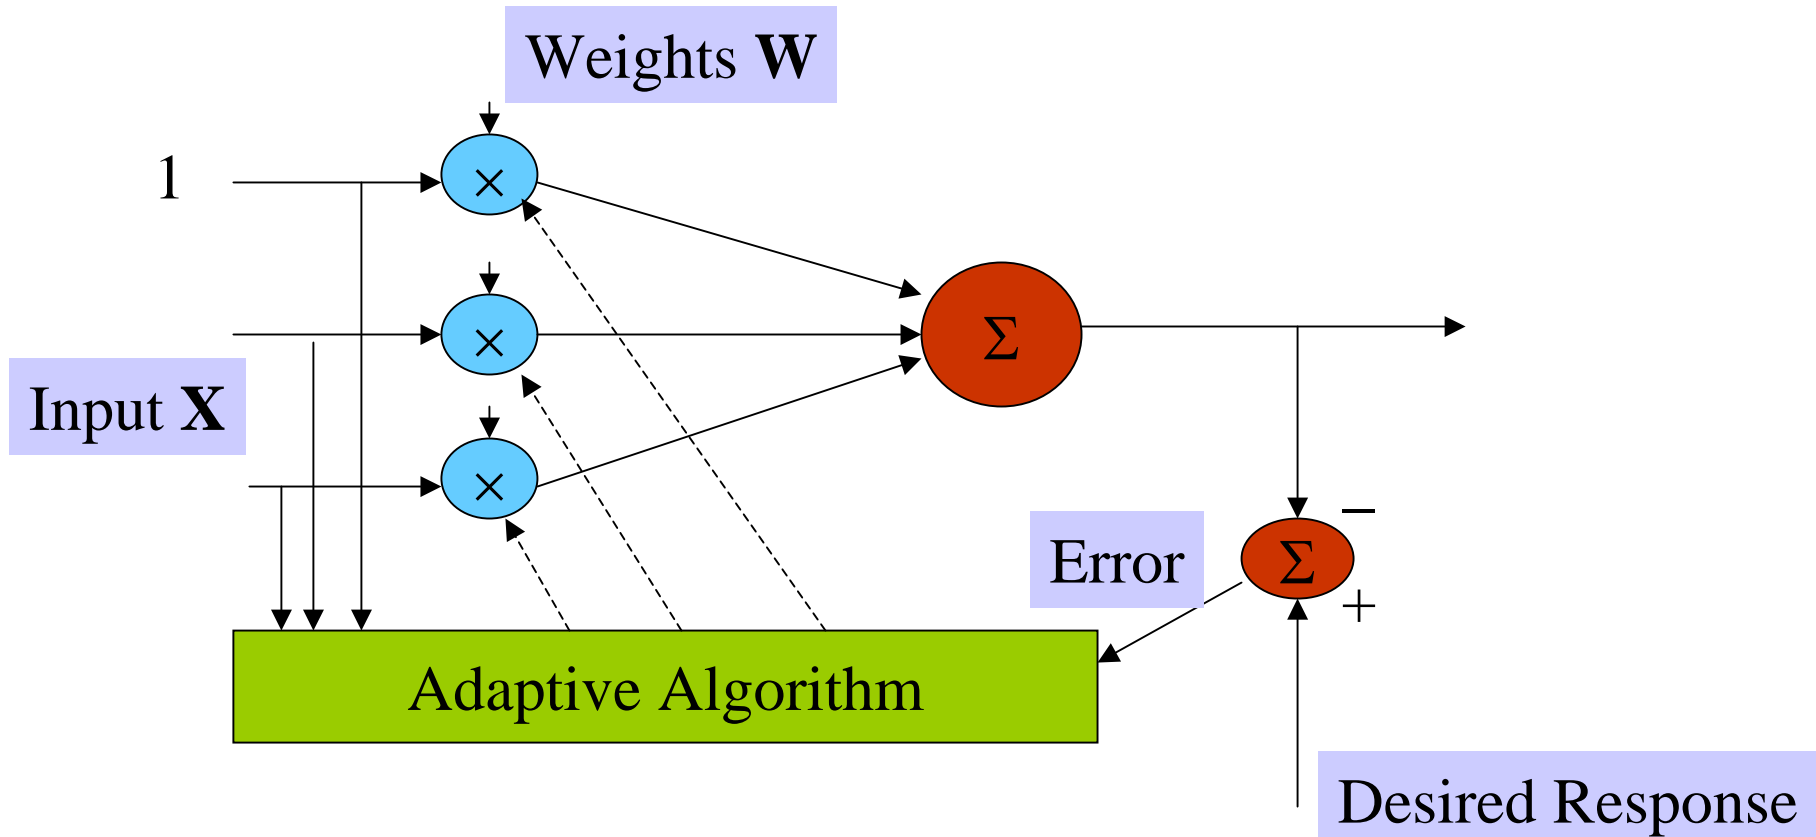 Weights W
1
×
×
Σ
Input X
×
−
Error
Σ
+
Adaptive Algorithm
Desired Response